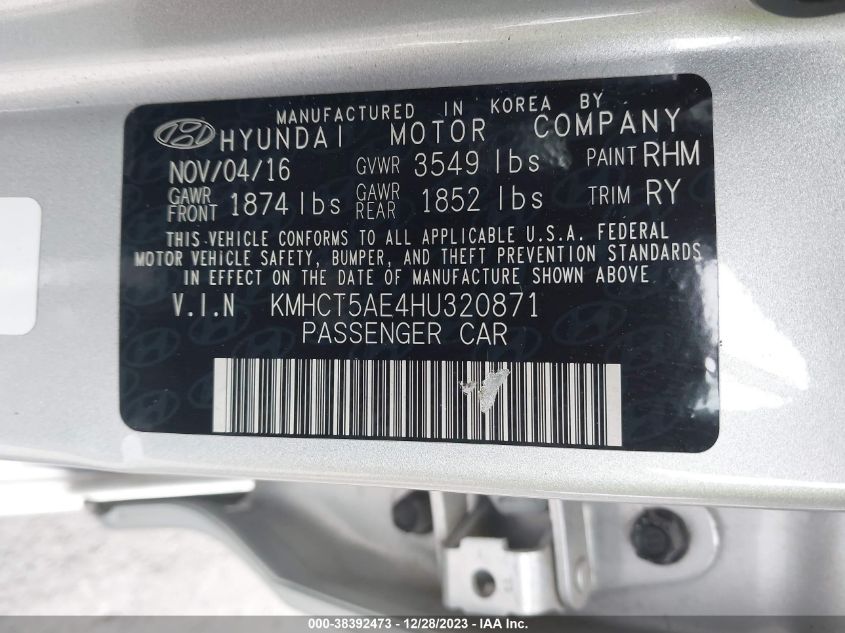 MANUFACTURED IN KOREA BY
HYUNDAI MOTOR COMPANY
NOV/04/16 GVWR 3549 lbs PAINT RHM
GAWR FRONT 1874 lbs GAWR REAR 1852 lbs TRIM RY
THIS VEHICLE CONFORMS TO ALL APPLICABLE U.S.A. FEDERAL
MOTOR VEHICLE SAFETY, BUMPER, AND THEFT PREVENTION STANDARDS
IN EFFECT ON THE DATE OF MANUFACTURE SHOWN ABOVE
V.I.N KMHCT5AE4HU320871
PASSENGER CAR
000-38392473 - 12/28/2023 - IAA Inc.